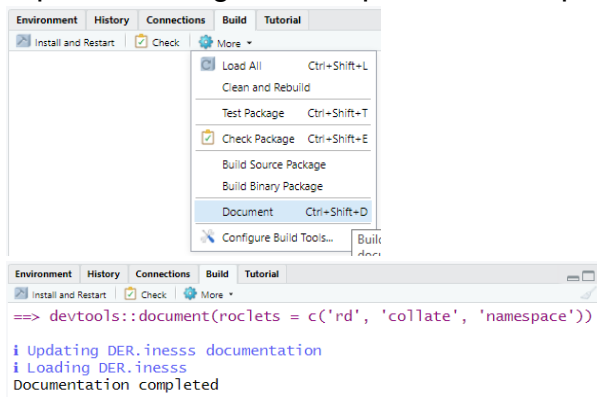 Environment History Connections Build Tutorial
Install and Restart Check More
Load All Ctrl+Shift+L
Clean and Rebuild
Test Package Ctrl+Shift+T
Check Package Ctrl+Shift+E
Build Source Package
Build Binary Package
Document Ctrl+Shift+D
Configure Build Tools...
Environment History Connections Build Tutorial
Install and Restart Check More
==> devtools::document(roclets = c('rd', 'collate', 'namespace'))
i Updating DER.inesss documentation
i Loading DER.inesss
Documentation completed